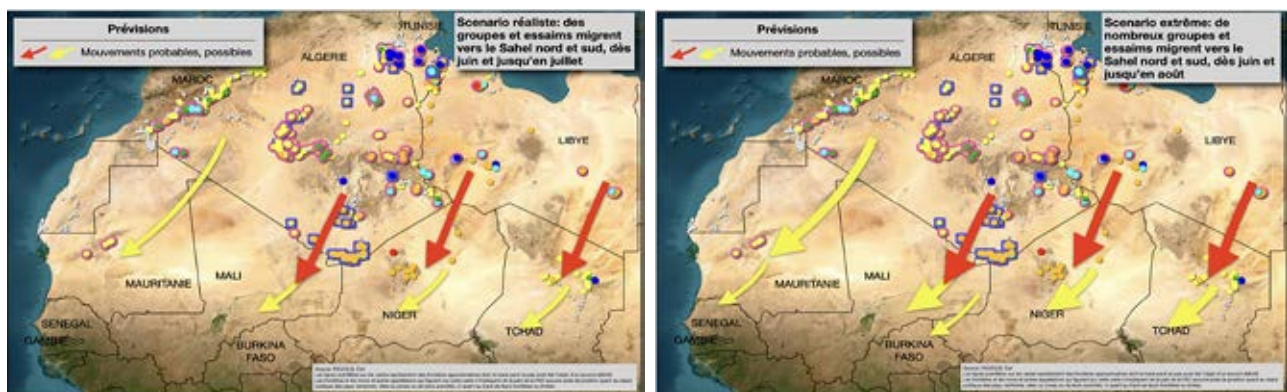 Prévisions
Mouvements probables, possibles
Scenario réaliste: des
groupes et essaims migrent
vers le Sahel nord et sud, dès
juin et jusqu'en juillet
TUNISIE
ALGERIE
MAROC
LIBYE
MAURITANIE
MALI
NIGER
TCHAD
SENEGAL
GAMBIE
BURKINA
FASO
Prévisions
Mouvements probables, possibles
Scenario extrême: de
nombreux groupes et
essaims migrent vers le
Sahel nord et sud, dès juin et
jusqu'en août
TUNISIE
ALGERIE
MAROC
LIBYE
MAURITANIE
MALI
NIGER
TCHAD
SENEGAL
GAMBIE
BURKINA
FASO